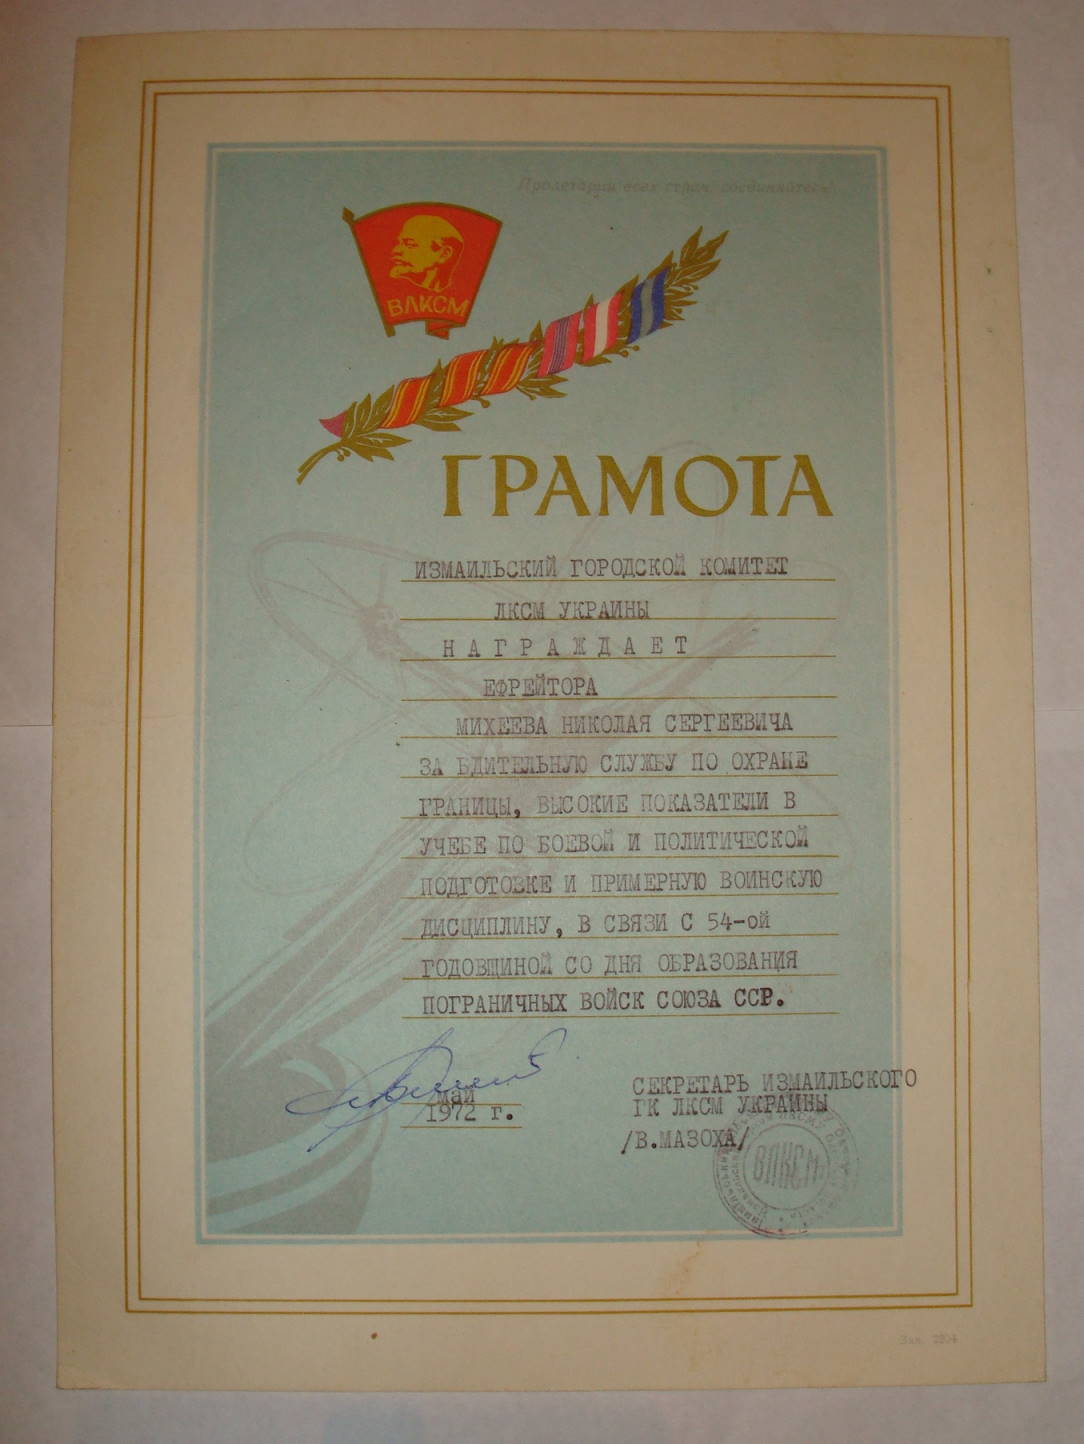 Пролетарии всех стран, соединяйтесь!
ВЛКСМ
ГРАМОТА
ИЗМАИЛЬСКИЙ ГОРОДСКОЙ КОМИТЕТ
ЛКСМ УКРАИНЫ
НАГРАЖДАЕТ
ЕФРЕЙТОРА
МИХЕЕВА НИКОЛАЯ СЕРГЕЕВИЧА
ЗА БДИТЕЛЬНУЮ СЛУЖБУ ПО ОХРАНЕ
ГРАНИЦЫ, ВЫСОКИЕ ПОКАЗАТЕЛИ В
УЧЕБЕ ПО БОЕВОЙ И ПОЛИТИЧЕСКОЙ
ПОДГОТОВКЕ И ПРИМЕРНУЮ ВОИНСКУЮ
ДИСЦИПЛИНУ, В СВЯЗИ С 54-ОЙ
ГОДОВЩИНОЙ СО ДНЯ ОБРАЗОВАНИЯ
ПОГРАНИЧНЫХ ВОЙСК СОЮЗА ССР.
май
1972 г.
СЕКРЕТАРЬ ИЗМАИЛЬСКОГО
ГК ЛКСМ УКРАИНЫ
/В.МАЗОХА/
ВЛКСМ